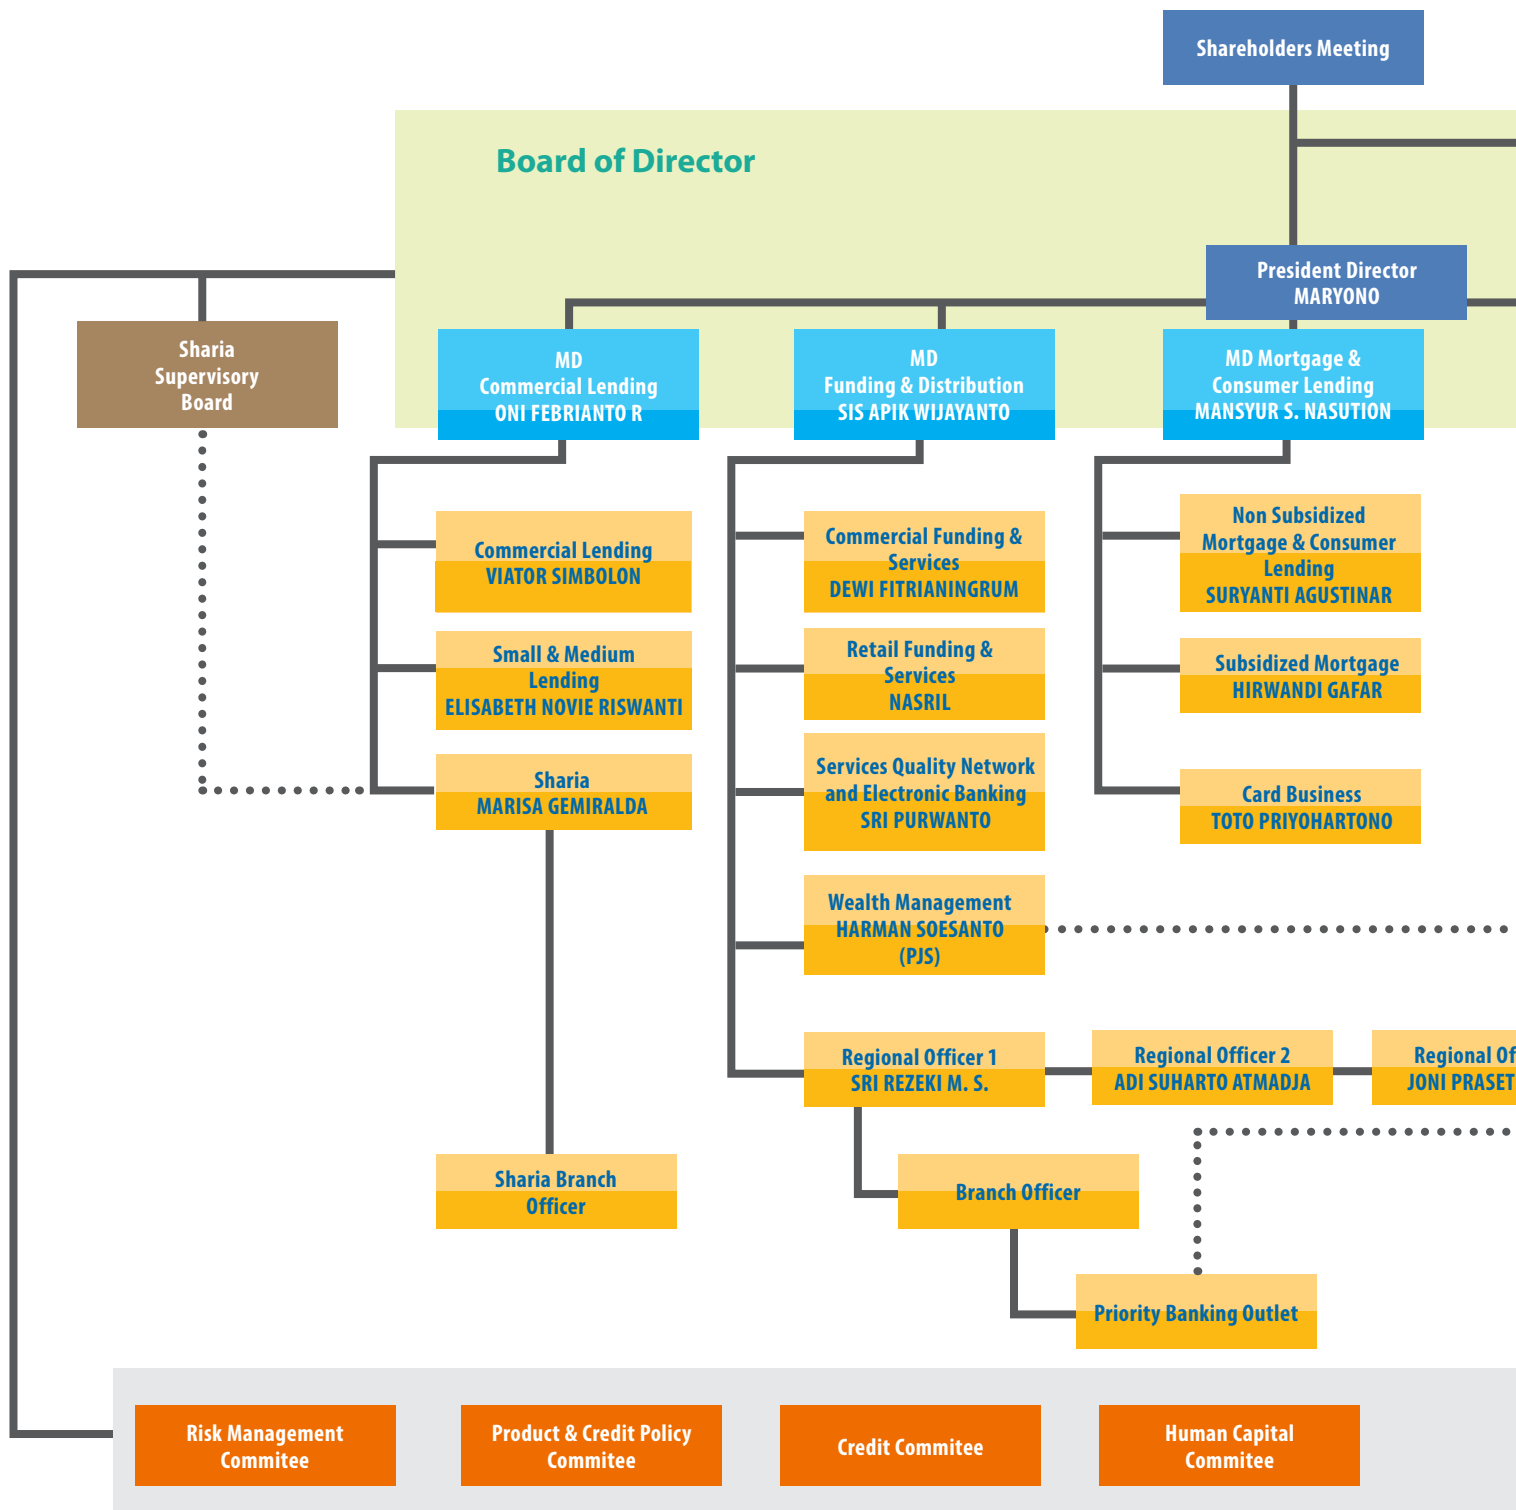 Shareholders Meeting
Board of Director
President Director
MARYONO
Sharia
Supervisory
Board
MD
Commercial Lending
ONI FEBRIANTO R
MD
Funding & Distribution
SIS APIK WIJAYANTO
MD Mortgage &
Consumer Lending
MANSYUR S. NASUTION
Commercial Lending
VIATOR SIMBOLON
Small & Medium
Lending
ELISABETH NOVIE RISWANTI
Sharia
MARISA GEMIRALDA
Commercial Funding &
Services
DEWI FITRIANINGRUM
Retail Funding &
Services
NASRIL
Services Quality Network
and Electronic Banking
SRI PURWANTO
Wealth Management
HARMAN SOESANTO
(PJS)
Non Subsidized
Mortgage & Consumer
Lending
SURYANTI AGUSTINAR
Subsidized Mortgage
HIRWANDI GAFAR
Card Business
TOTO PRIYOHARTONO
Regional Officer 1
SRI REZEKI M. S.
Regional Officer 2
ADI SUHARTO ATMADJA
Regional Of
JONI PRASET
Sharia Branch
Officer
Branch Officer
Priority Banking Outlet
Risk Management
Commitee
Product & Credit Policy
Commitee
Credit Commitee
Human Capital
Commitee